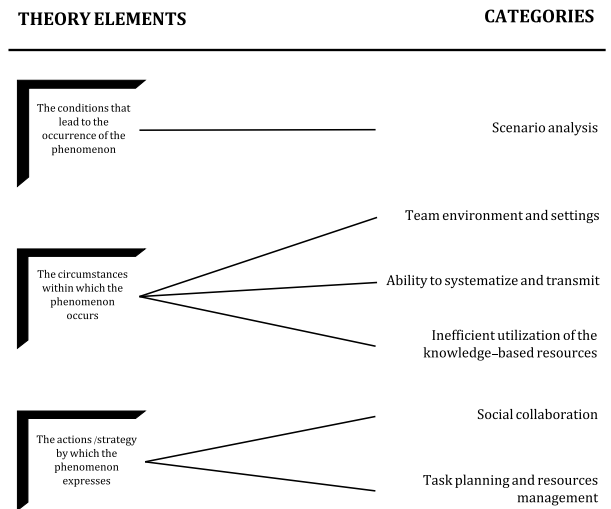 THEORY ELEMENTS
CATEGORIES
The conditions that
lead to the
occurrence of the
phenomenon
Scenario analysis
The circumstances
within which the
phenomenon
occurs
Team environment and settings
Ability to systematize and transmit
Inefficient utilization of the
knowledge–based resources
The actions /strategy
by which the
phenomenon
expresses
Social collaboration
Task planning and resources
management